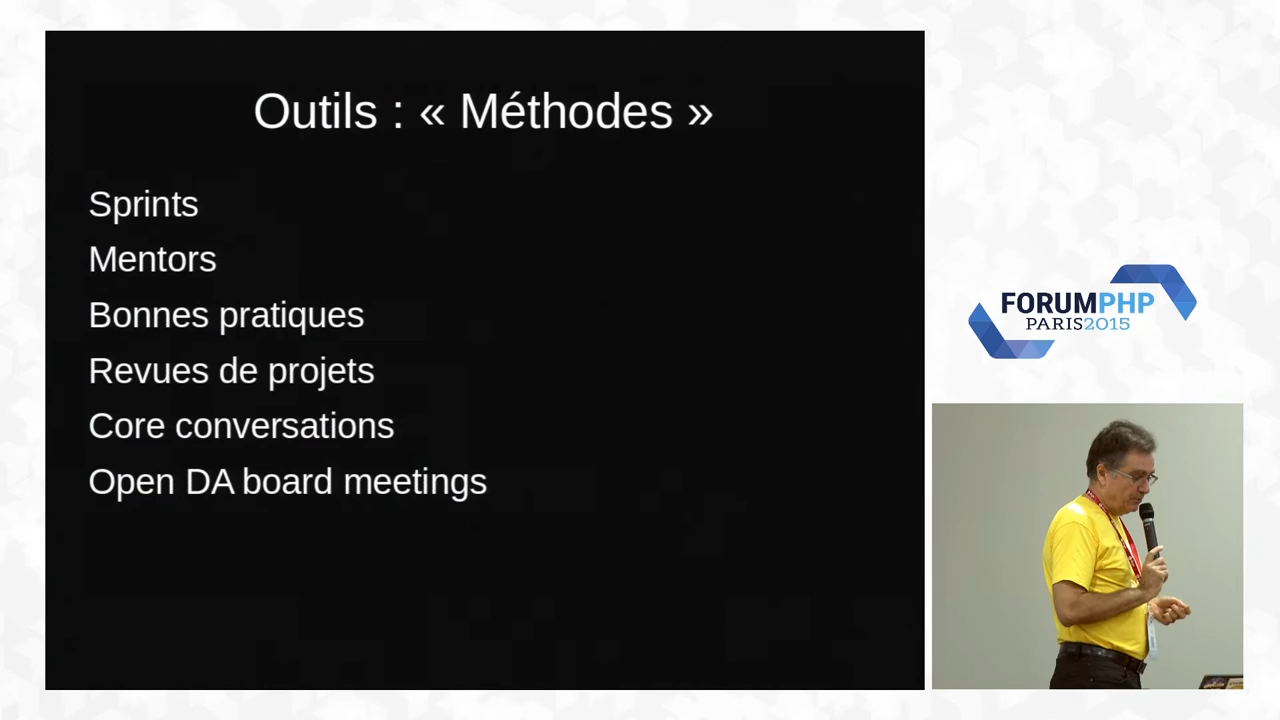 Outils : « Méthodes »
Sprints
Mentors
Bonnes pratiques
Revues de projets
Core conversations
Open DA board meetings
FORUMPHP
PARIS2015